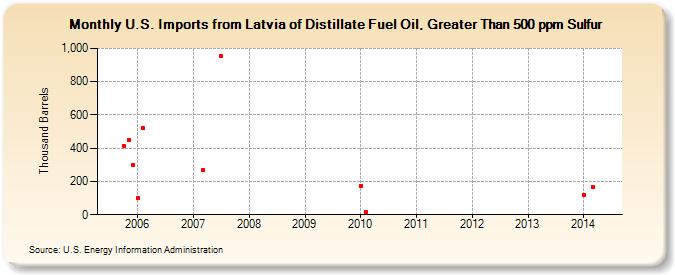 Monthly U.S. Imports from Latvia of Distillate Fuel Oil, Greater Than 500 ppm Sulfur
Thousand Barrels
1,000
800
600
400
200
0
2006 2007 2008 2009 2010 2011 2012 2013 2014
Source: U.S. Energy Information Administration